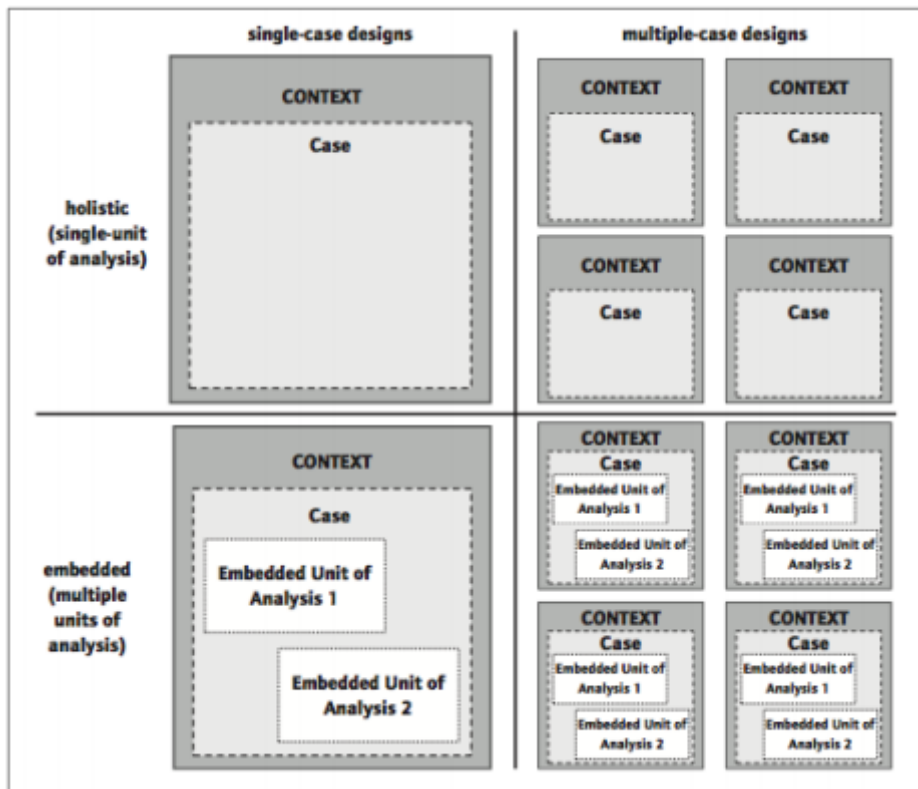 single-case designs
multiple-case designs
holistic
(single-unit
of analysis)
CONTEXT
Case
CONTEXT
Case
CONTEXT
Case
CONTEXT
Case
CONTEXT
Case
embedded
(multiple
units of
analysis)
CONTEXT
Case
Embedded Unit of
Analysis 1
Embedded Unit of
Analysis 2
CONTEXT
Case
Embedded Unit of
Analysis 1
Embedded Unit of
Analysis 2
CONTEXT
Case
Embedded Unit of
Analysis 1
Embedded Unit of
Analysis 2
CONTEXT
Case
Embedded Unit of
Analysis 1
Embedded Unit of
Analysis 2
CONTEXT
Case
Embedded Unit of
Analysis 1
Embedded Unit of
Analysis 2